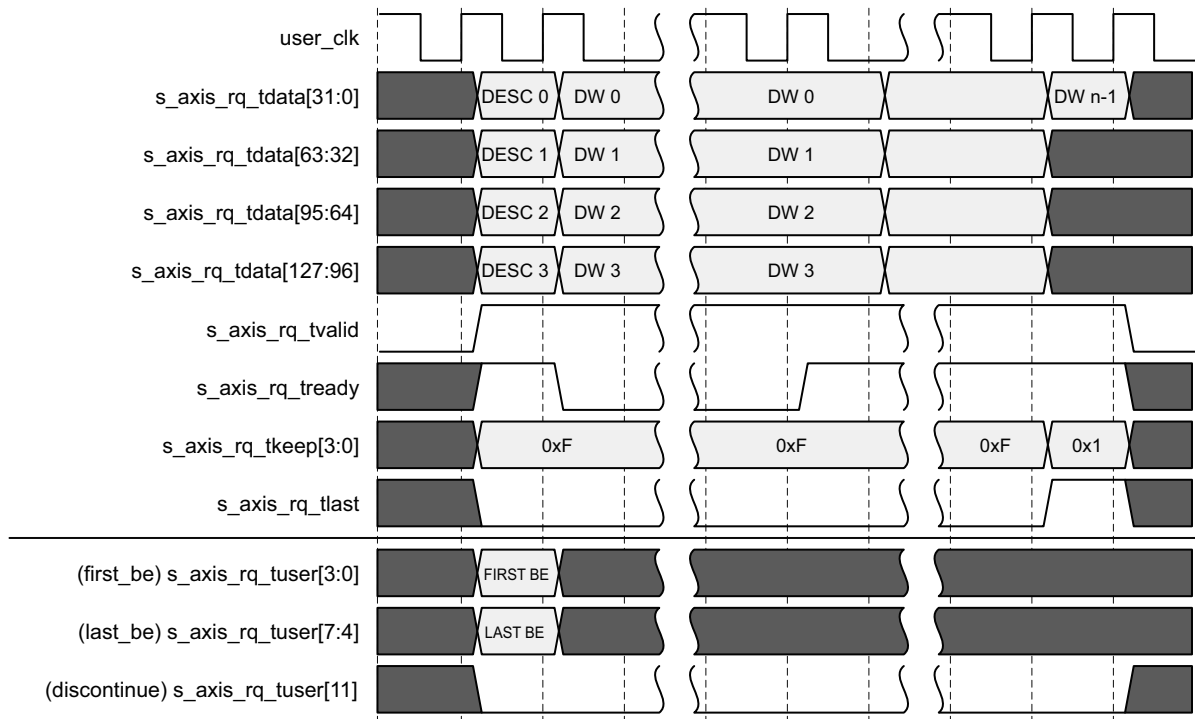 user_clk
s_axis_rq_tdata[31:0] DESC 0 DW 0 DW 0 DW n-1
s_axis_rq_tdata[63:32] DESC 1 DW 1 DW 1
s_axis_rq_tdata[95:64] DESC 2 DW 2 DW 2
s_axis_rq_tdata[127:96] DESC 3 DW 3 DW 3
s_axis_rq_tvalid
s_axis_rq_tready
s_axis_rq_tkeep[3:0] 0xF 0xF 0xF 0x1
s_axis_rq_tlast
(first_be) s_axis_rq_tuser[3:0] FIRST BE
(last_be) s_axis_rq_tuser[7:4] LAST BE
(discontinue) s_axis_rq_tuser[11]